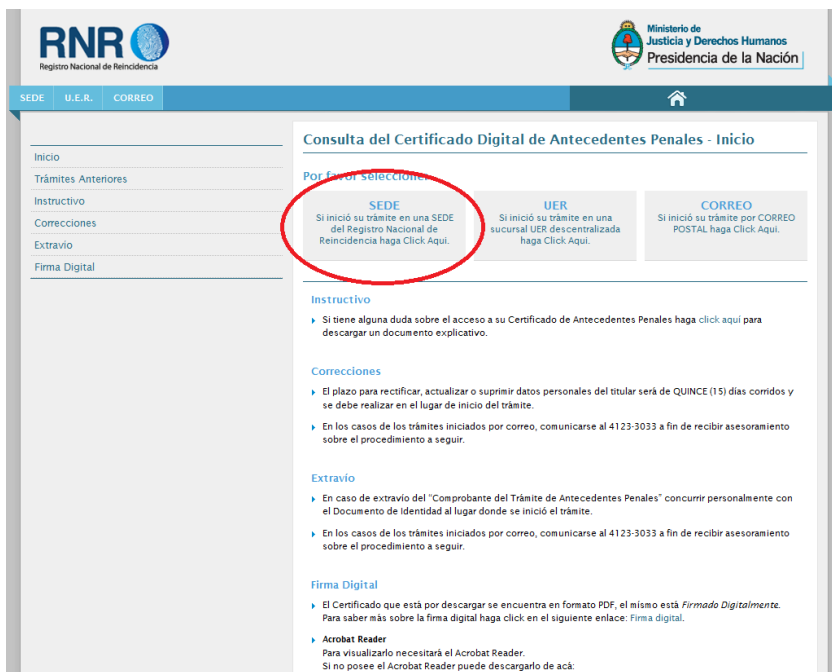 RNR
Registro Nacional de Reincidencia
Ministerio de
Justicia y Derechos Humanos
Presidencia de la Nación
SEDE U.E.R. CORREO
Inicio
Trámites Anteriores
Instructivo
Correcciones
Extravio
Firma Digital
Consulta del Certificado Digital de Antecedentes Penales - Inicio
Por favor seleccione:
SEDE
Si inició su trámite en una SEDE
del Registro Nacional de
Reincidencia haga Click Aqui.
UER
Si inició su trámite en una
sucursal UER descentralizada
haga Click Aqui.
CORREO
Si inició su trámite por CORREO
POSTAL haga Click Aqui.
Instructivo
Si tiene alguna duda sobre el acceso a su Certificado de Antecedentes Penales haga click aquí para
descargar un documento explicativo.
Correcciones
El plazo para rectificar, actualizar o suprimir datos personales del titular será de QUINCE (15) días corridos y
se debe realizar en el lugar de inicio del trámite.
En los casos de los trámites iniciados por correo, comunicarse al 4123-3033 a fin de recibir asesoramiento
sobre el procedimiento a seguir.
Extravío
En caso de extravío del "Comprobante del Trámite de Antecedentes Penales" concurrir personalmente con
el Documento de Identidad al lugar donde se inició el trámite.
En los casos de los trámites iniciados por correo, comunicarse al 4123-3033 a fin de recibir asesoramiento
sobre el procedimiento a seguir.
Firma Digital
El Certificado que está por descargar se encuentra en formato PDF, el mísmo está Firmado Digitalmente.
Para saber más sobre la firma digital haga click en el siguiente enlace: Firma digital.
Acrobat Reader
Para visualizarlo necesitará el Acrobat Reader.
Si no posee el Acrobat Reader puede descargarlo de acà: